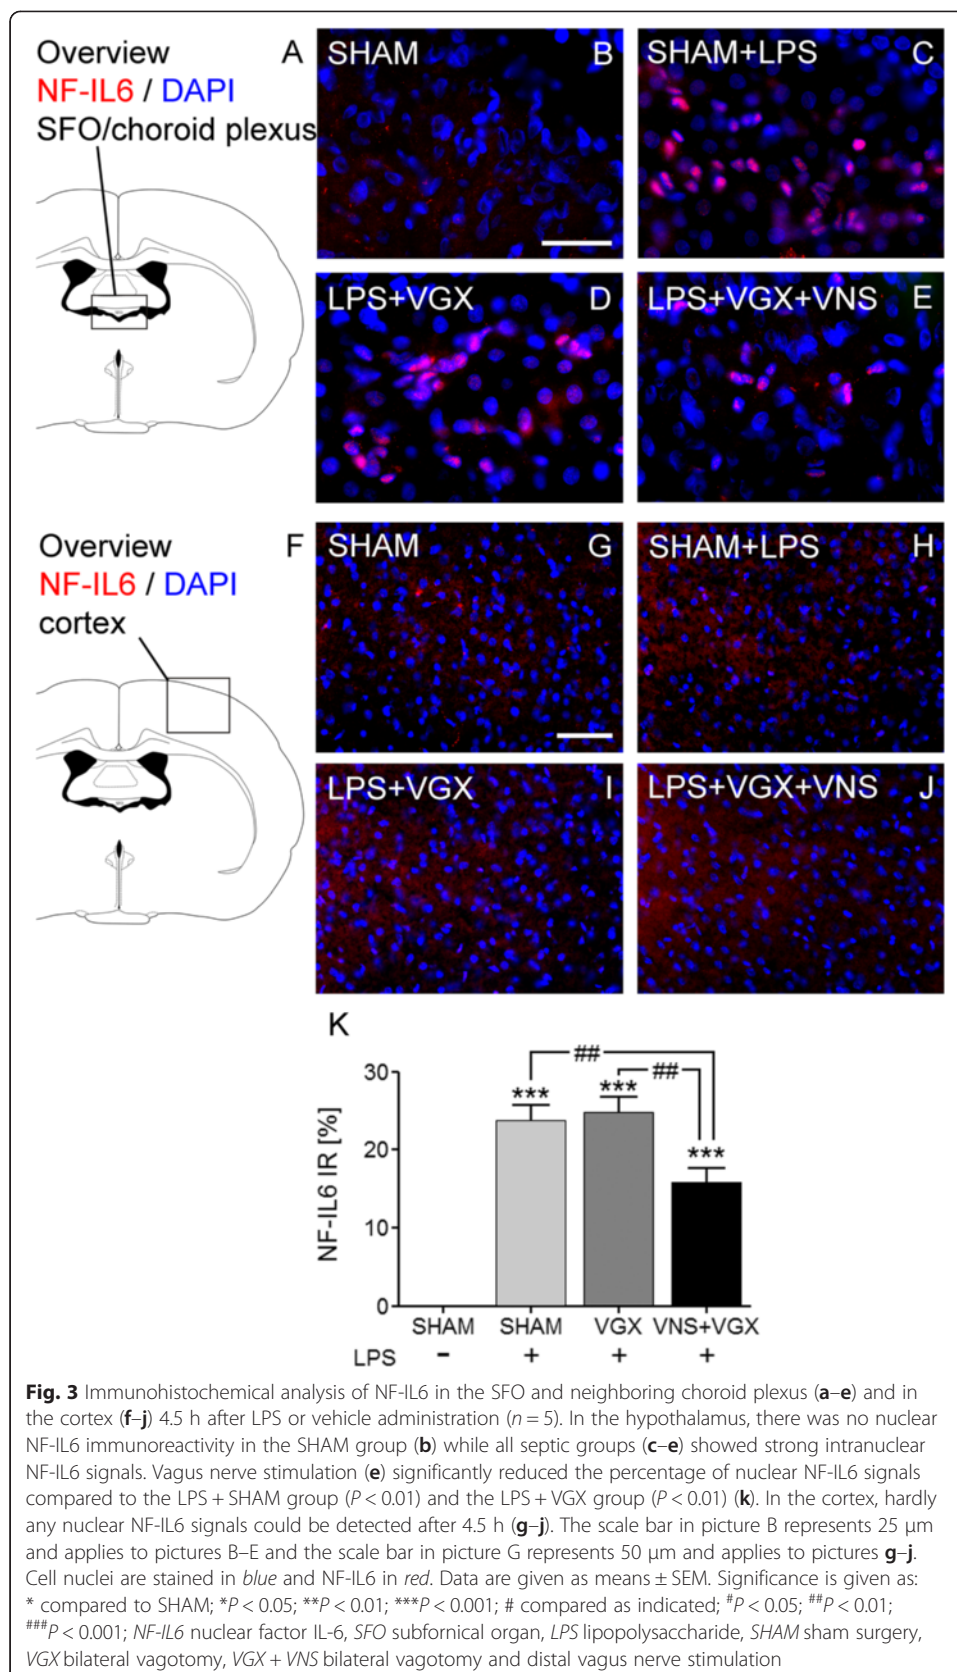 Overview A
NF-IL6 / DAPI
SFO/choroid plexus
SHAM B
SHAM+LPS C
LPS+VGX D
LPS+VGX+VNS E
Overview F
NF-IL6 / DAPI
cortex
SHAM G
SHAM+LPS H
LPS+VGX I
LPS+VGX+VNS J
K
##
30 *** *** ##
NF-IL6 IR [%]
20 ***
10
0
SHAM SHAM VGX VNS+VGX
LPS - + + +
Fig. 3 Immunohistochemical analysis of NF-IL6 in the SFO and neighboring choroid plexus (a–e) and in
the cortex (f–j) 4.5 h after LPS or vehicle administration (n = 5). In the hypothalamus, there was no nuclear
NF-IL6 immunoreactivity in the SHAM group (b) while all septic groups (c–e) showed strong intranuclear
NF-IL6 signals. Vagus nerve stimulation (e) significantly reduced the percentage of nuclear NF-IL6 signals
compared to the LPS + SHAM group (P < 0.01) and the LPS + VGX group (P < 0.01) (k). In the cortex, hardly
any nuclear NF-IL6 signals could be detected after 4.5 h (g–j). The scale bar in picture B represents 25 μm
and applies to pictures B–E and the scale bar in picture G represents 50 μm and applies to pictures g–j.
Cell nuclei are stained in blue and NF-IL6 in red. Data are given as means ± SEM. Significance is given as:
* compared to SHAM; *P < 0.05; **P < 0.01; ***P < 0.001; # compared as indicated; #P < 0.05; ##P < 0.01;
###P < 0.001; NF-IL6 nuclear factor IL-6, SFO subfornical organ, LPS lipopolysaccharide, SHAM sham surgery,
VGX bilateral vagotomy, VGX + VNS bilateral vagotomy and distal vagus nerve stimulation